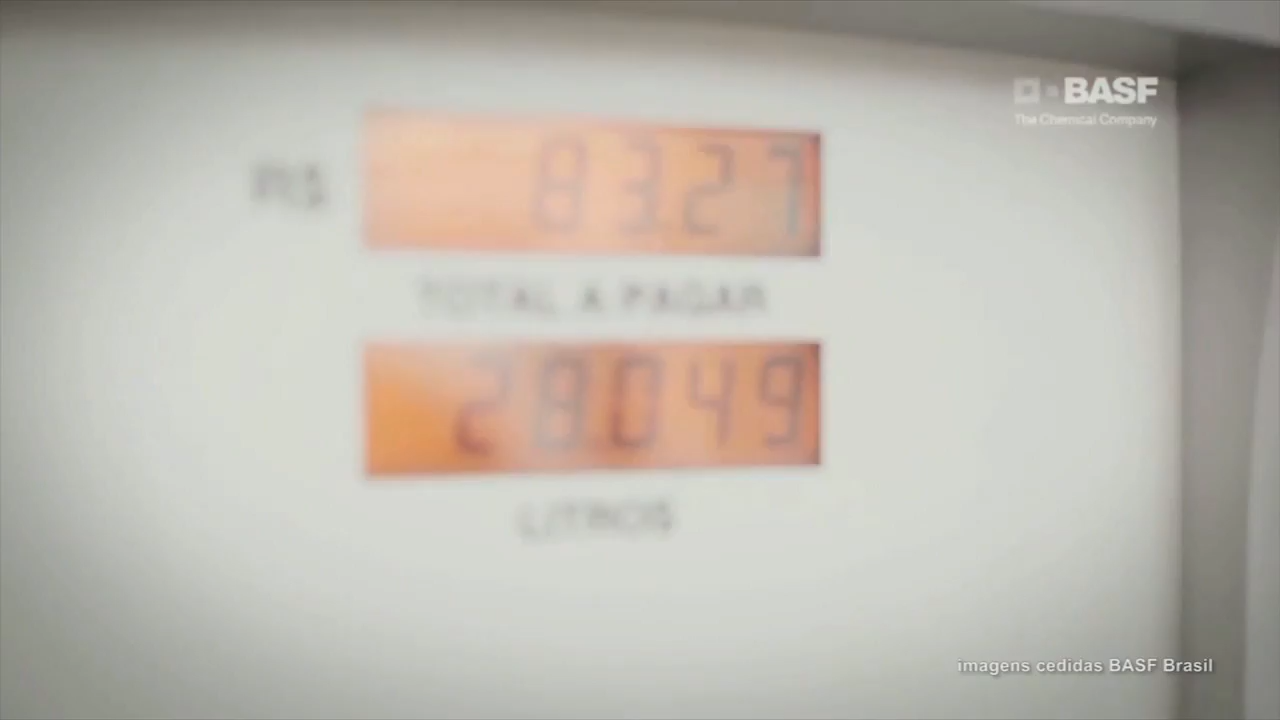 BASF
The Chemical Company
R$ 83.27
TOTAL A PAGAR
28.049
LITROS
imagens cedidas BASF Brasil